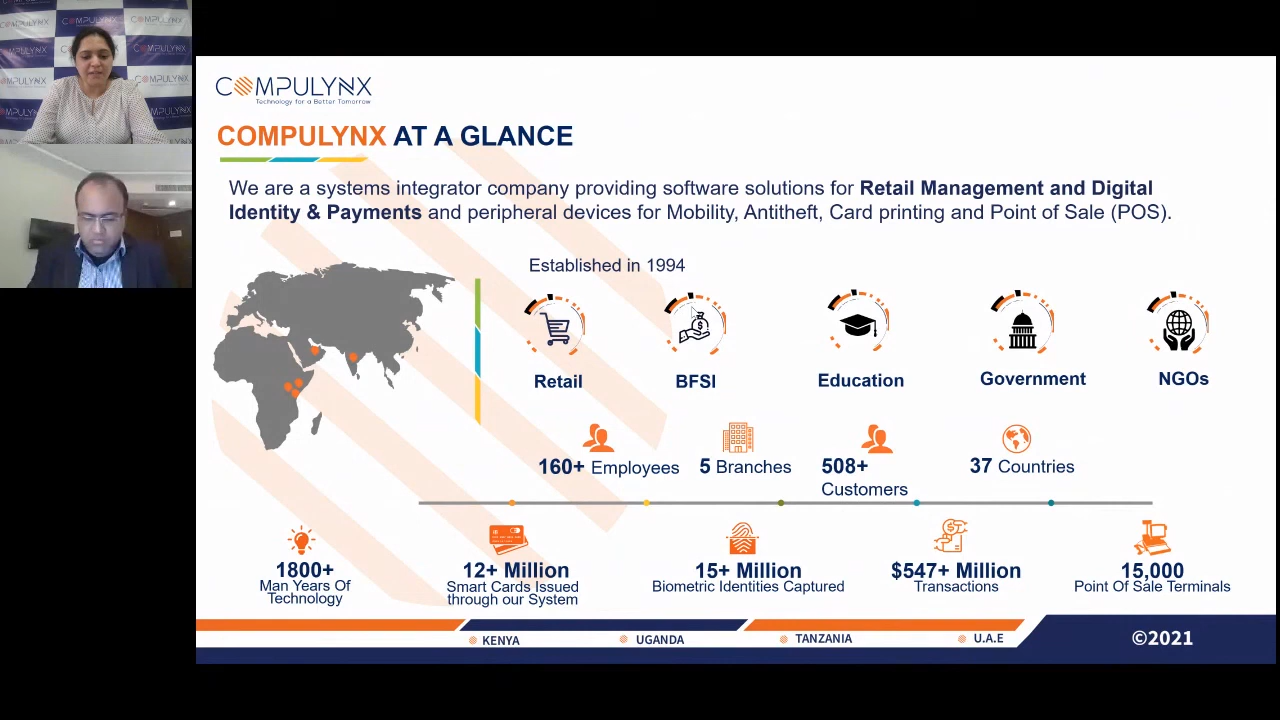 COMPULYNX
COMPULYNX
Technology for a Better Tomorrow
COMPULYNX AT A GLANCE
We are a systems integrator company providing software solutions for Retail Management and Digital
Identity & Payments and peripheral devices for Mobility, Antitheft, Card printing and Point of Sale (POS).
Established in 1994
Retail
BFSI
Education
Government
NGOs
160+ Employees
5 Branches
508+
Customers
37 Countries
1800+
Man Years Of
Technology
12+ Million
Smart Cards Issued
through our System
15+ Million
Biometric Identities Captured
$547+ Million
Transactions
15,000
Point Of Sale Terminals
KENYA
UGANDA
TANZANIA
U.A.E
©2021